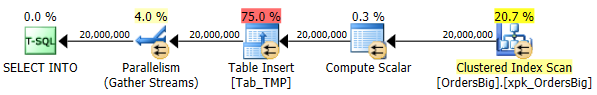 0.0 % 4.0 % 75.0 % 0.3 % 20.7 %
T-SQL 20,000,000 20,000,000 20,000,000 20,000,000
SELECT INTO Parallelism Table Insert Compute Scalar Clustered Index Scan
(Gather Streams) [Tab_TMP] [OrdersBig].[xpk_OrdersBig]